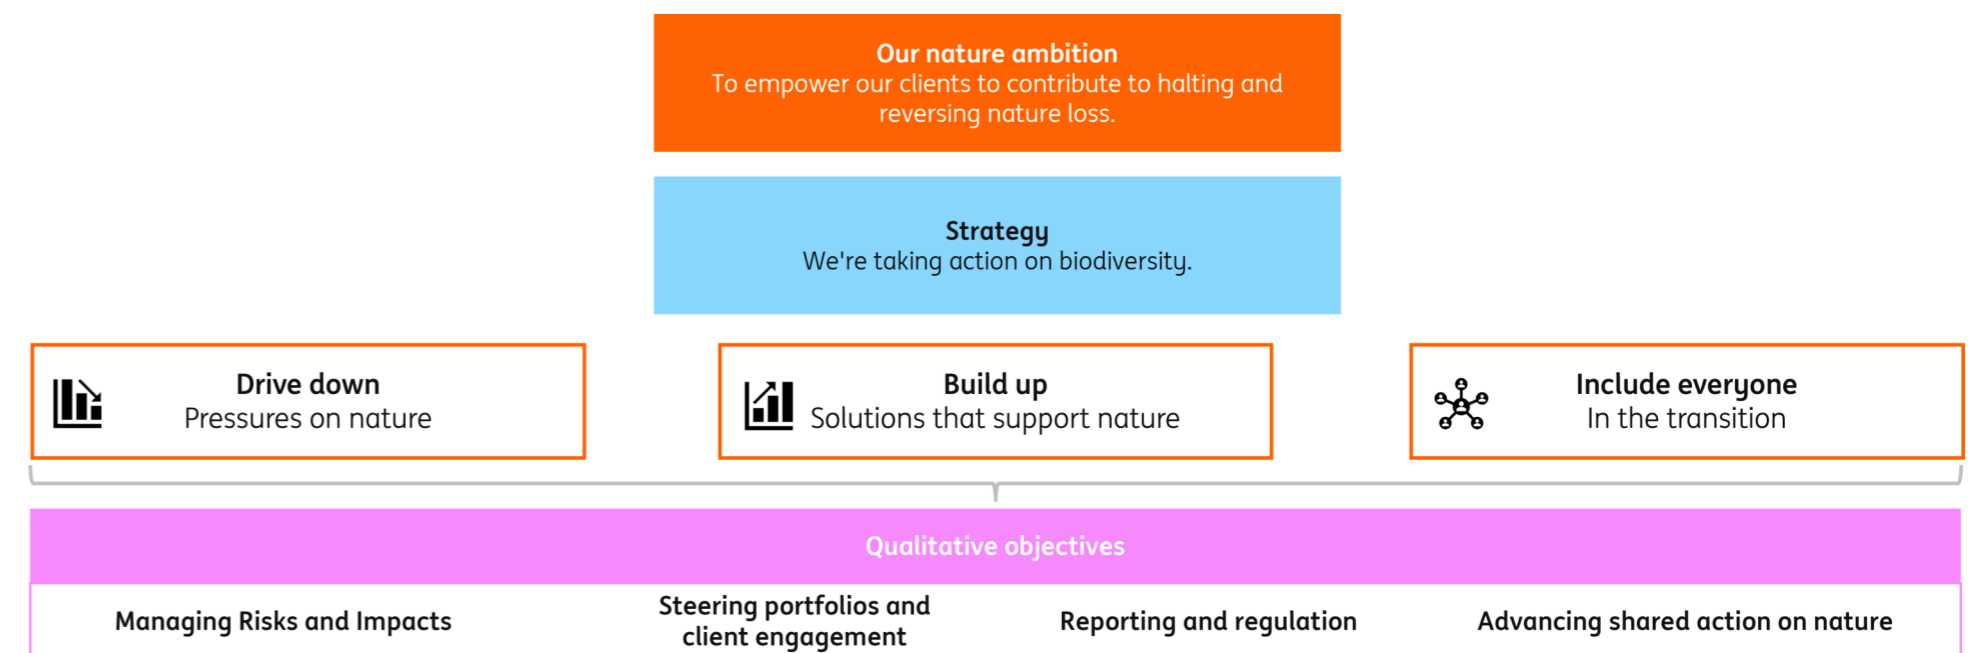 Our nature ambition
To empower our clients to contribute to halting and
reversing nature loss.
Strategy
We're taking action on biodiversity.
Drive down
Pressures on nature
Build up
Solutions that support nature
Include everyone
In the transition
Qualitative objectives
Managing Risks and Impacts
Steering portfolios and
client engagement
Reporting and regulation
Advancing shared action on nature